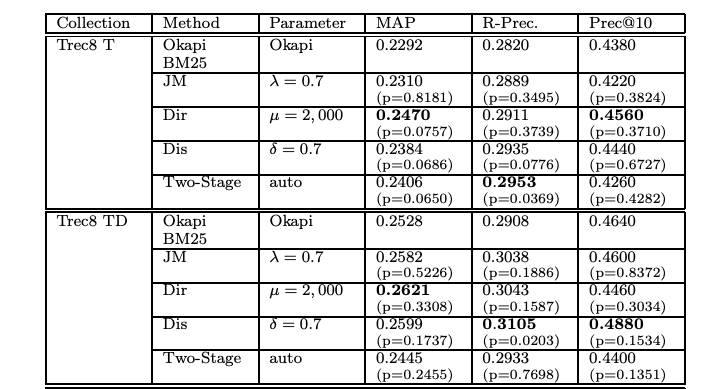 Collection Method Parameter MAP R-Prec. Prec@10
Trec8 T Okapi Okapi 0.2292 0.2820 0.4380
BM25
JM λ = 0.7 0.2310 0.2889 0.4220
(p=0.8181) (p=0.3495) (p=0.3824)
Dir μ = 2,000 0.2470 0.2911 0.4560
(p=0.0757) (p=0.3739) (p=0.3710)
Dis δ = 0.7 0.2384 0.2935 0.4440
(p=0.0686) (p=0.0776) (p=0.6727)
Two-Stage auto 0.2406 0.2953 0.4260
(p=0.0650) (p=0.0369) (p=0.4282)
Trec8 TD Okapi Okapi 0.2528 0.2908 0.4640
BM25
JM λ = 0.7 0.2582 0.3038 0.4600
(p=0.5226) (p=0.1886) (p=0.8372)
Dir μ = 2,000 0.2621 0.3043 0.4460
(p=0.3308) (p=0.1587) (p=0.3034)
Dis δ = 0.7 0.2599 0.3105 0.4880
(p=0.1737) (p=0.0203) (p=0.1534)
Two-Stage auto 0.2445 0.2933 0.4400
(p=0.2455) (p=0.7698) (p=0.1351)